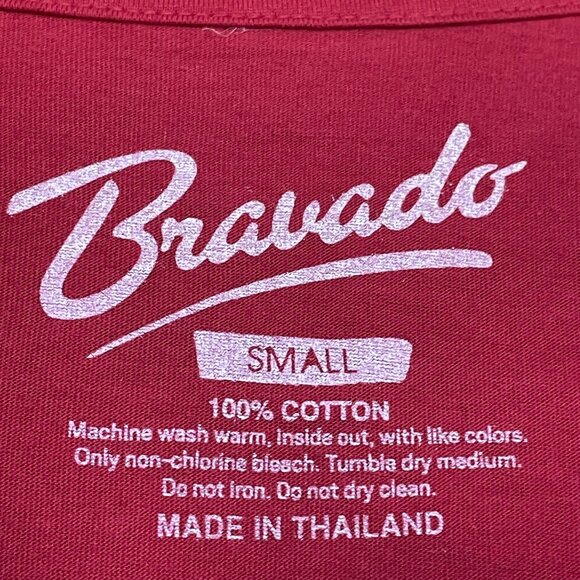 Bravado
SMALL
100% COTTON
Machine wash warm, inside out, with like colors.
Only non-chlorine bleach. Tumble dry medium.
Do not iron. Do not dry clean.
MADE IN THAILAND